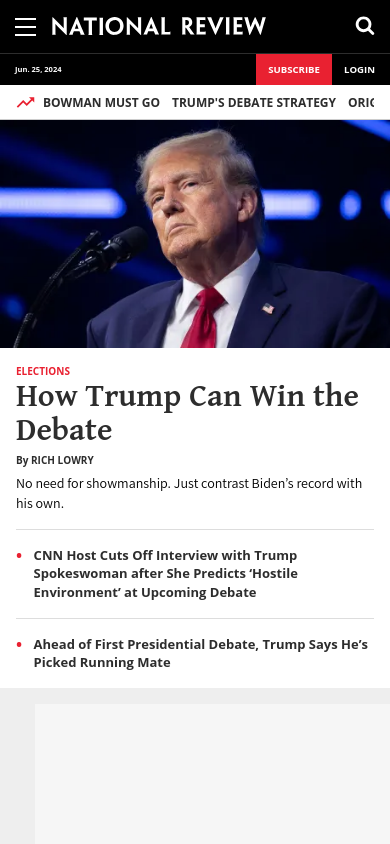 NATIONAL REVIEW
Jun. 25, 2024
SUBSCRIBE
LOGIN
BOWMAN MUST GO TRUMP'S DEBATE STRATEGY
ELECTIONS
How Trump Can Win the
Debate
By RICH LOWRY
No need for showmanship. Just contrast Biden’s record with
his own.
• CNN Host Cuts Off Interview with Trump
Spokeswoman after She Predicts ‘Hostile
Environment’ at Upcoming Debate
• Ahead of First Presidential Debate, Trump Says He’s
Picked Running Mate